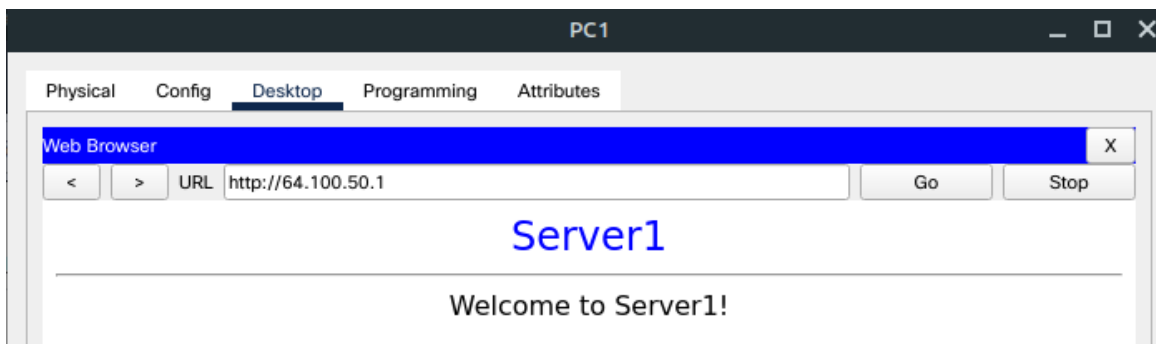 PC1
Physical Config Desktop Programming Attributes
Web Browser X
< > URL http://64.100.50.1 Go Stop
Server1
Welcome to Server1!